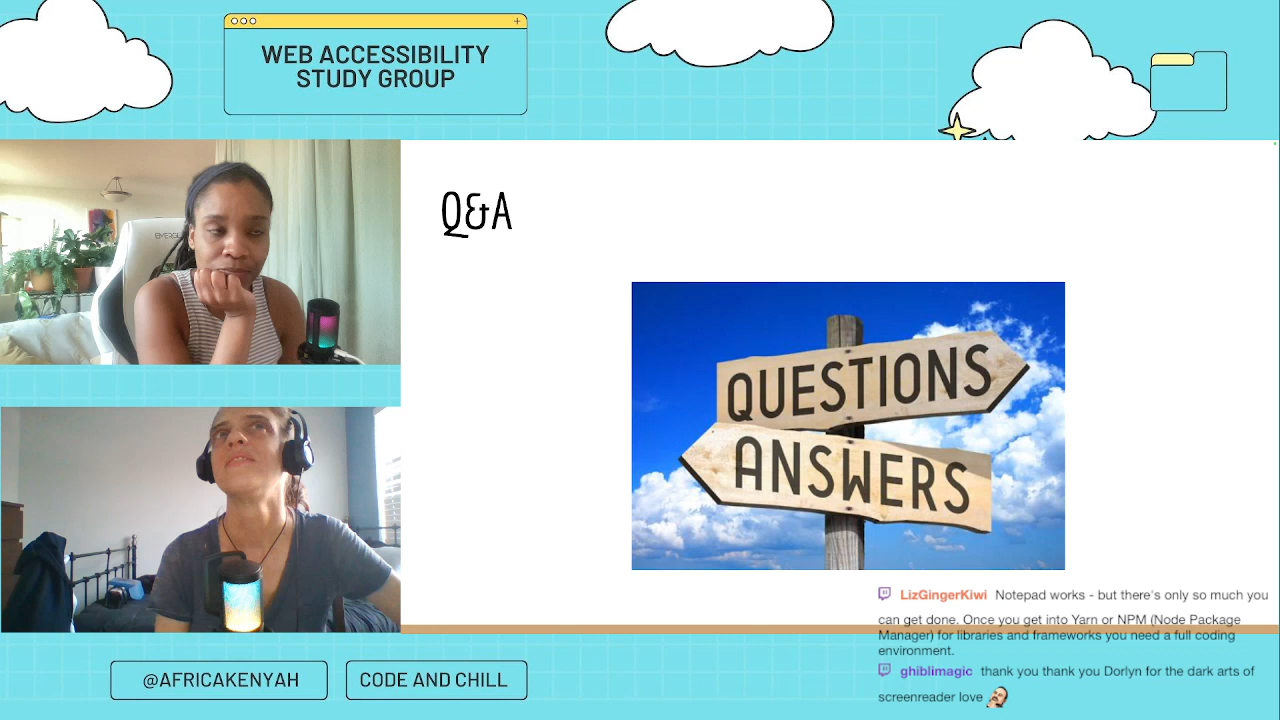 WEB ACCESSIBILITY
STUDY GROUP
Q&A
QUESTIONS
ANSWERS
LizGingerKiwi Notepad works - but there's only so much you
can get done. Once you get into Yarn or NPM (Node Package
Manager) for libraries and frameworks you need a full coding
environment.
ghiblimagic thank you thank you Dorlyn for the dark arts of
screenreader love
@AFRICAKENYAH
CODE AND CHILL